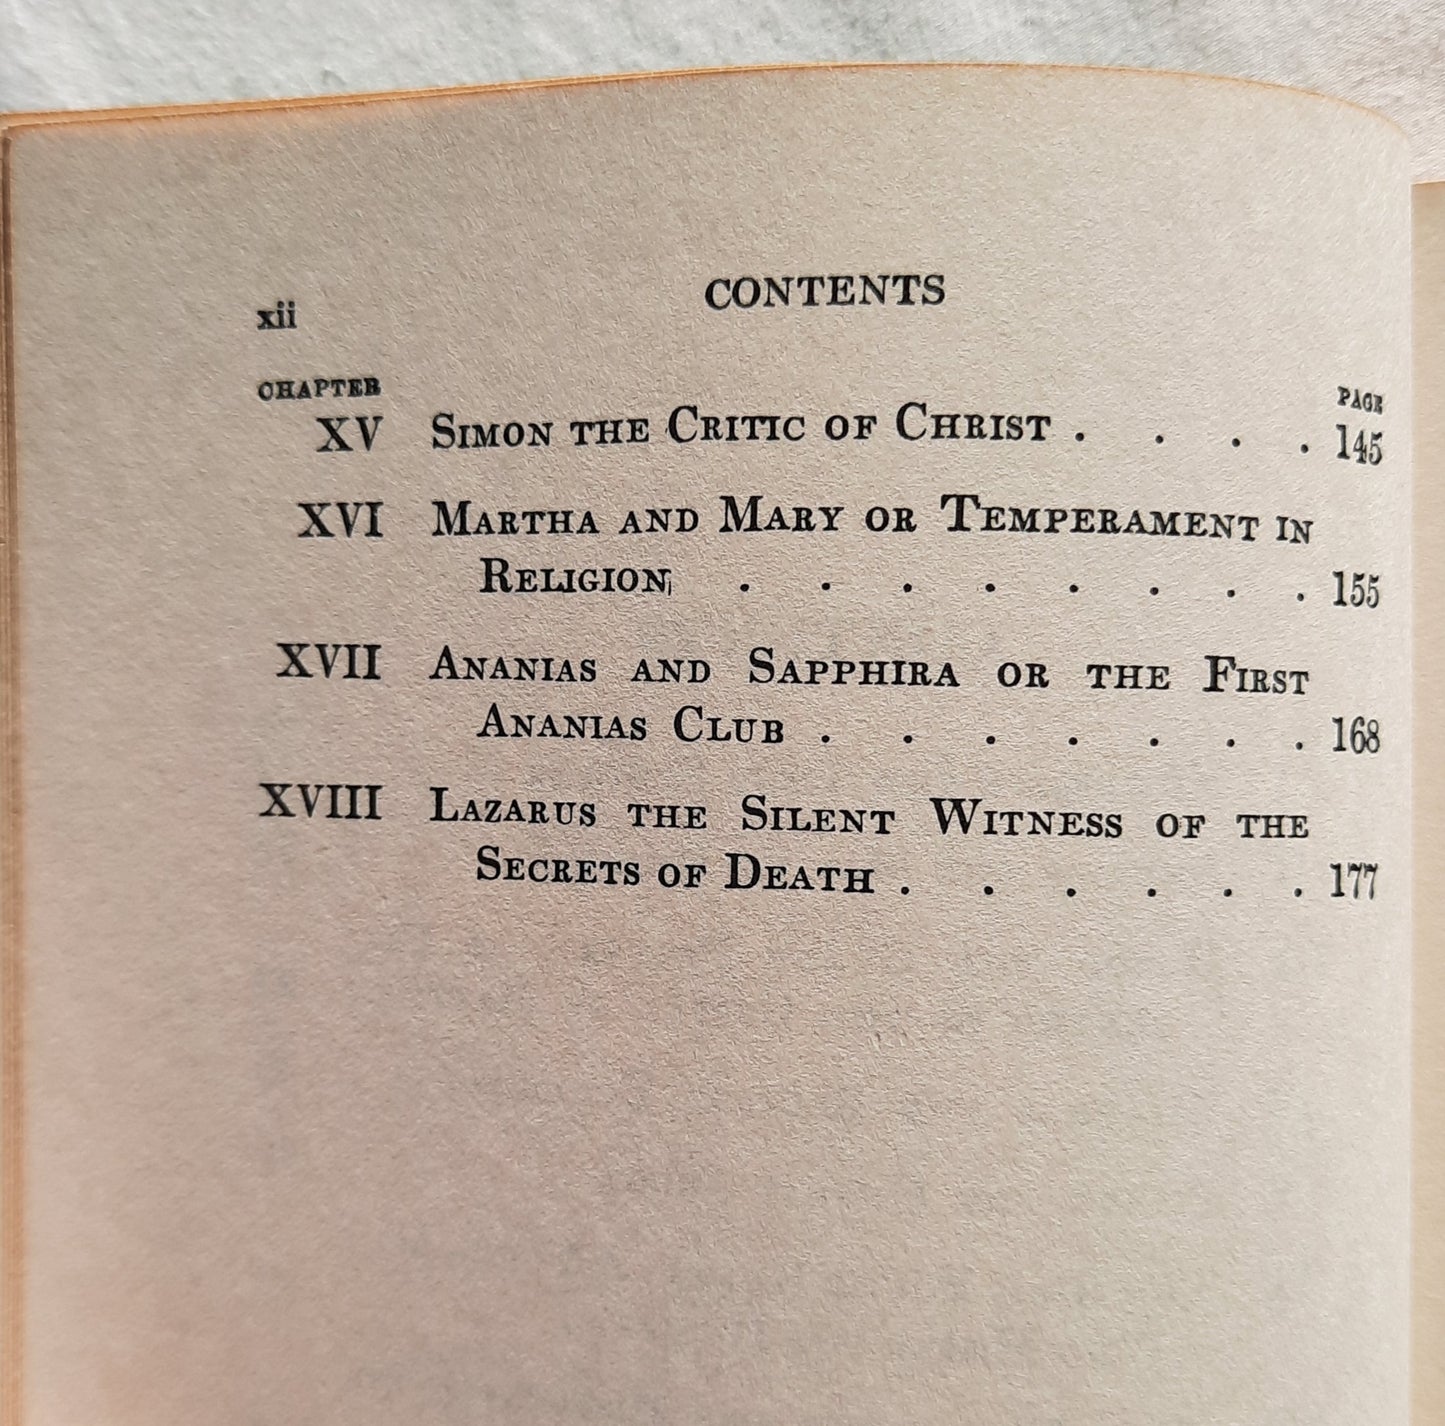 xii
CONTENTS
CHAPTER PAGE
XV SIMON THE CRITIC OF CHRIST . . . . 145
XVI MARTHA AND MARY OR TEMPERAMENT IN
RELIGION . . . . . . . . 155
XVII ANANIAS AND SAPPHIRA OR THE FIRST
ANANIAS CLUB . . . . . . . 168
XVIII LAZARUS THE SILENT WITNESS OF THE
SECRETS OF DEATH . . . . . . 177